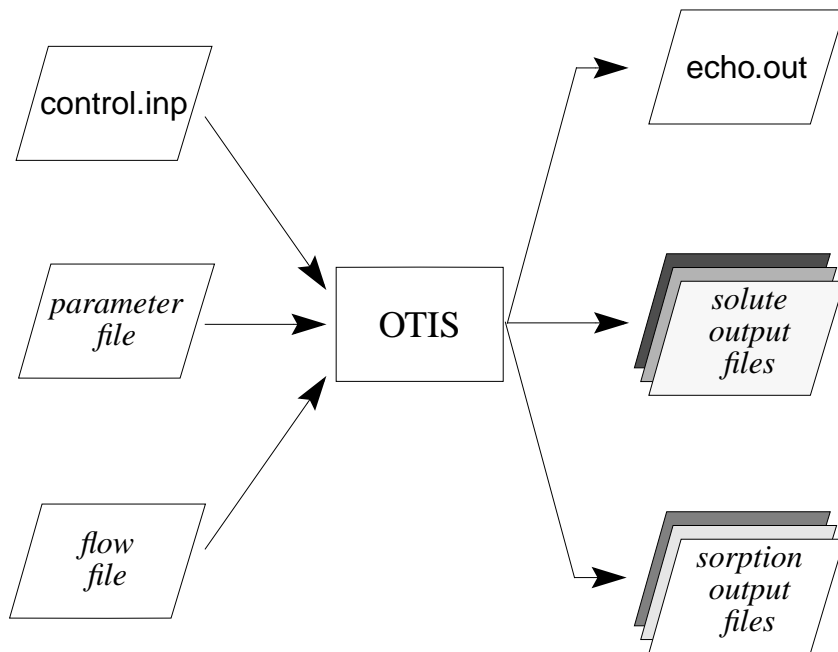 control.inp
parameter
file
flow
file
OTIS
echo.out
solute
output
files
sorption
output
files